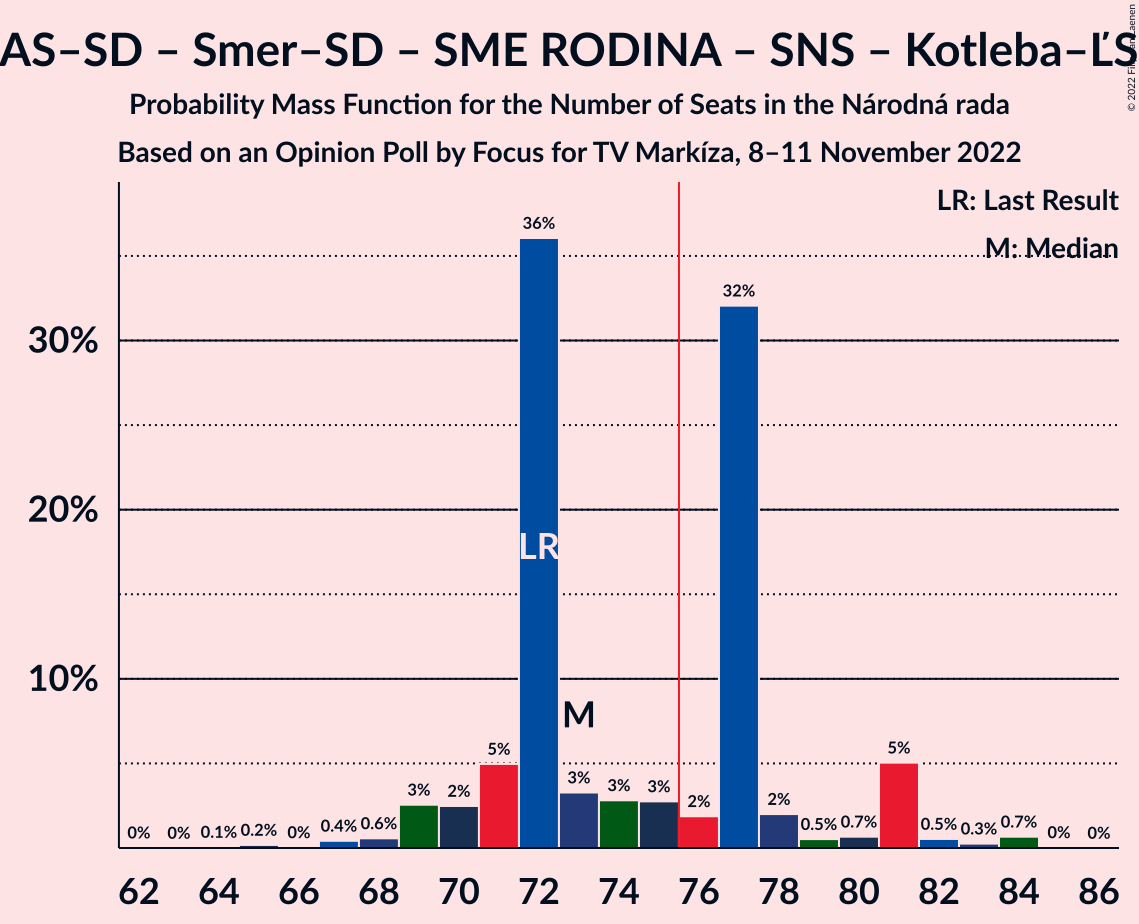 AS–SD – Smer–SD – SME RODINA – SNS – Kotleba–ĽS
Probability Mass Function for the Number of Seats in the Národná rada
Based on an Opinion Poll by Focus for TV Markíza, 8–11 November 2022
LR: Last Result
M: Median
30%
20%
10%
0% 0% 0.1% 0.2% 0% 0.4% 0.6% 3% 2% 5% 36% 3% 3% 3% 2% 32% 2% 0.5% 0.7% 5% 0.5% 0.3% 0.7% 0% 0%
LR
M
62 64 66 68 70 72 74 76 78 80 82 84 86
© 2022